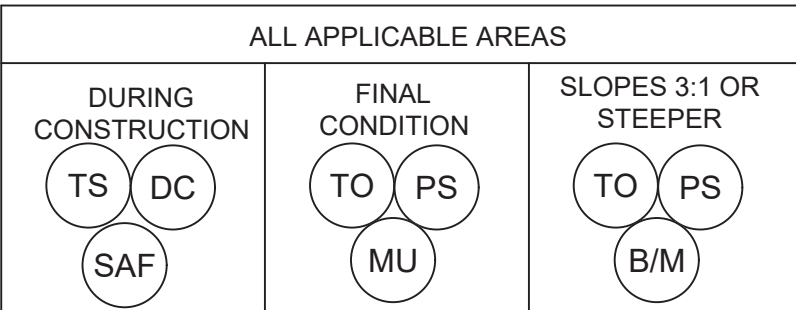 ALL APPLICABLE AREAS
DURING
CONSTRUCTION
TS DC
SAF
FINAL
CONDITION
TO PS
MU
SLOPES 3:1 OR
STEEPER
TO PS
B/M